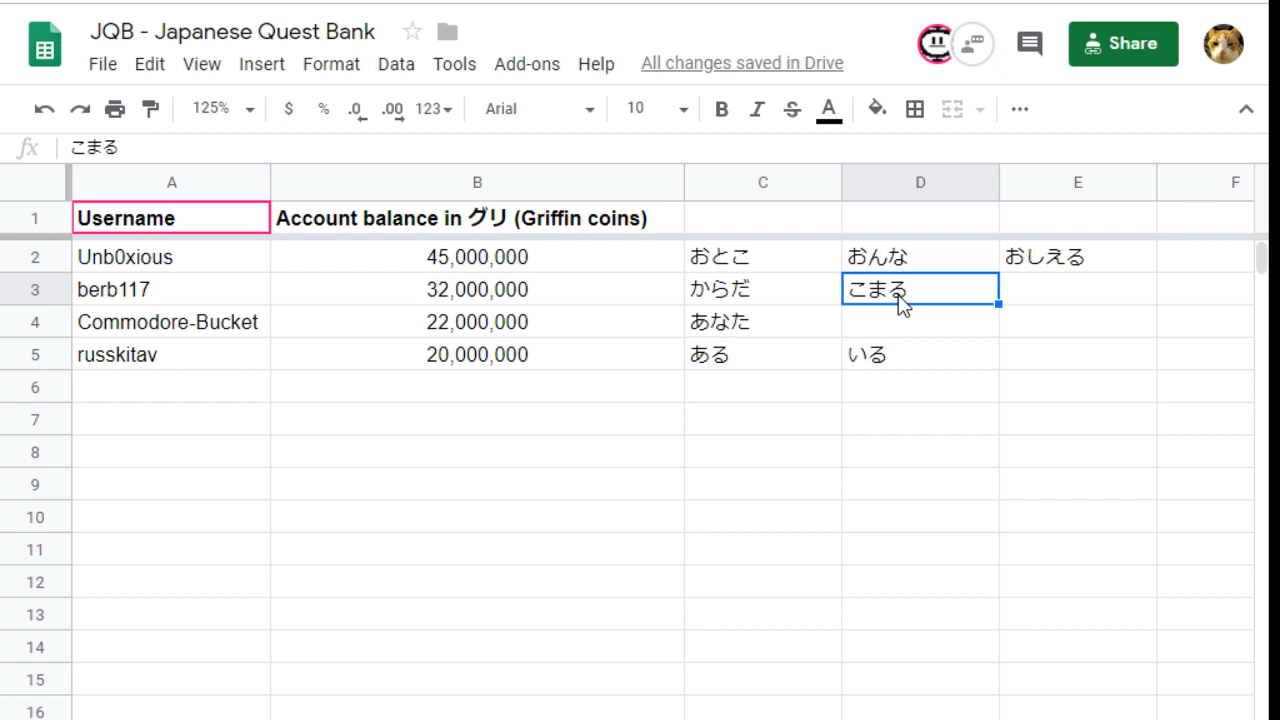 JQB - Japanese Quest Bank
File Edit View Insert Format Data Tools Add-ons Help All changes saved in Drive
Share
125% $ % .0 .00 123 Arial 10 B I S A
fx こまる
A B C D E F
1 Username Account balance in グリ (Griffin coins)
2 Unb0xious 45,000,000 おとこ おんな おしえる
3 berb117 32,000,000 からだ こまる
4 Commodore-Bucket 22,000,000 あなた
5 russkitav 20,000,000 ある いる
6
7
8
9
10
11
12
13
14
15
16